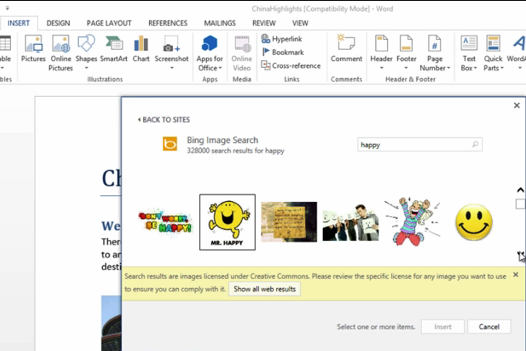 ChinaHighlights [Compatibility Mode] - Word
INSERT DESIGN PAGE LAYOUT REFERENCES MAILINGS REVIEW VIEW
Pictures Online Pictures Shapes SmartArt Chart Screenshot
Apps for Office
Online Video
Hyperlink
Bookmark
Cross-reference
Comment
Header Footer Page Number
Text Box Quick Parts
Illustrations Apps Media Links Comments Header & Footer
BACK TO SITES
Bing Image Search
328000 search results for happy
happy
DON'T WORRY, BE HAPPY!
MR. HAPPY
Search results are images licensed under Creative Commons. Please review the specific license for any image you want to use
to ensure you can comply with it. Show all web results
Select one or more items. Insert Cancel
Ch
We
There
to an
desti